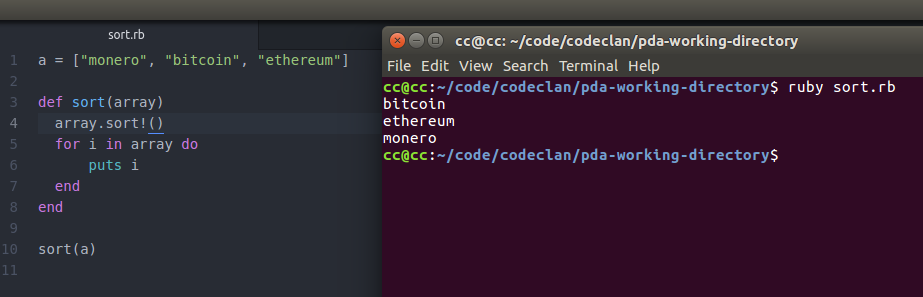 sort.rb
1 a = ["monero", "bitcoin", "ethereum"]
2
3 def sort(array)
4   array.sort!()
5   for i in array do
6       puts i
7   end
8 end
9
10 sort(a)
11
cc@cc: ~/code/codeclan/pda-working-directory
File Edit View Search Terminal Help
cc@cc:~/code/codeclan/pda-working-directory$ ruby sort.rb
bitcoin
ethereum
monero
cc@cc:~/code/codeclan/pda-working-directory$